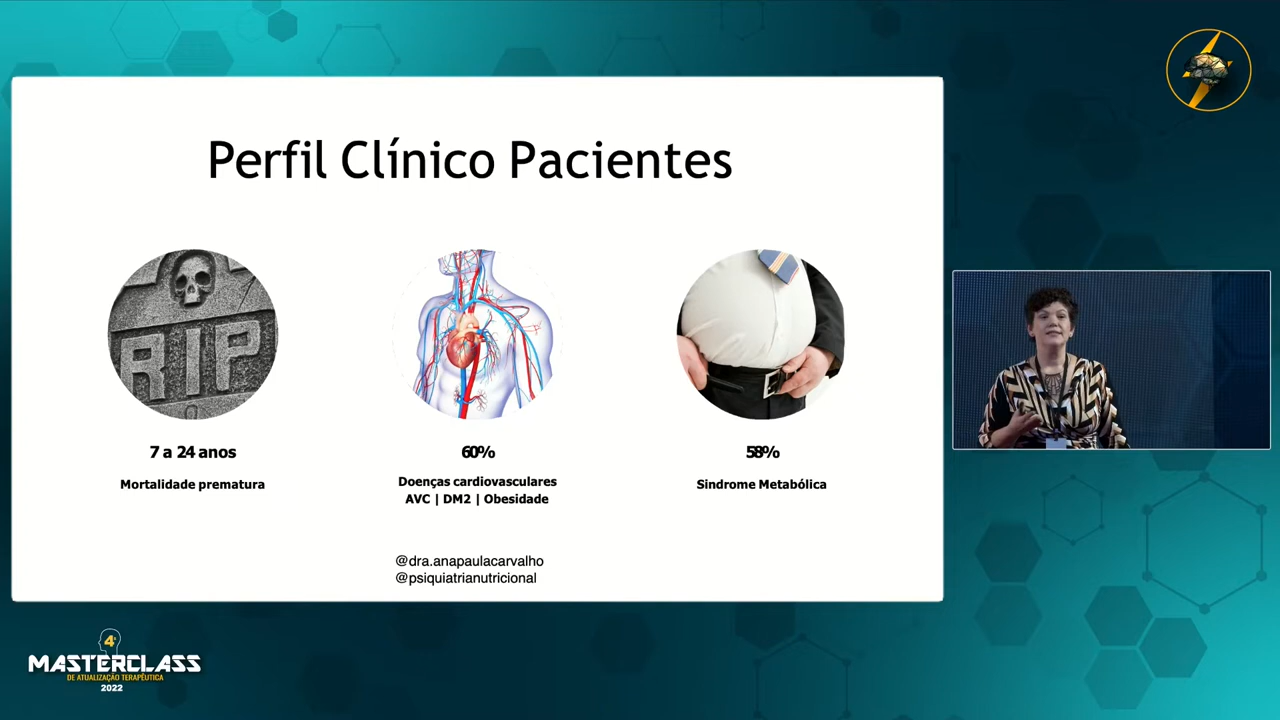 Perfil Clínico Pacientes
RIP
7 a 24 anos
Mortalidade prematura
60%
Doenças cardiovasculares
AVC | DM2 | Obesidade
58%
Sindrome Metabólica
@dra.anapaulacarvalho
@psiquiatrianutricional
4ª
MASTERCLASS
DE ATUALIZAÇÃO TERAPÊUTICA
2022